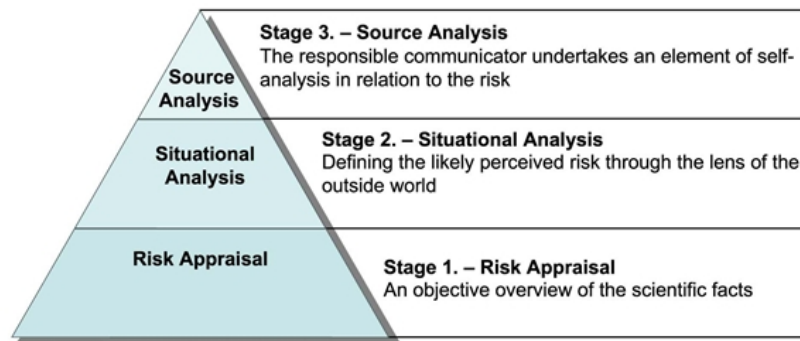 Source
Analysis
Stage 3. – Source Analysis
The responsible communicator undertakes an element of self-
analysis in relation to the risk
Situational
Analysis
Stage 2. – Situational Analysis
Defining the likely perceived risk through the lens of the
outside world
Risk Appraisal
Stage 1. – Risk Appraisal
An objective overview of the scientific facts